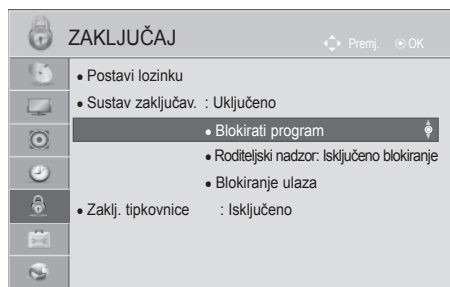 ZAKLJUČAJ
Premj. OK
• Postavi lozinku
• Sustav zaključav. : Uključeno
• Blokirati program
• Roditeljski nadzor: Isključeno blokiranje
• Blokiranje ulaza
• Zaklj. tipkovnice : Isključeno